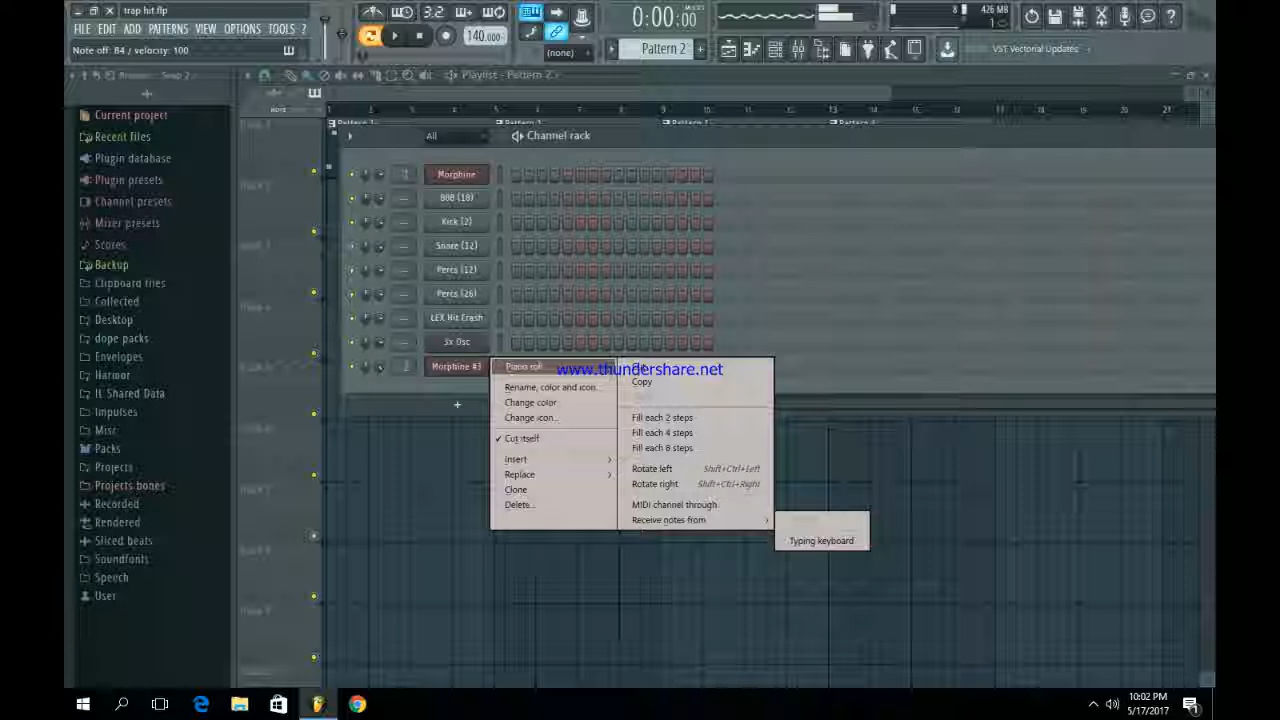 trap hit.flp
FILE EDIT ADD PATTERNS VIEW OPTIONS TOOLS ?
Note off: B4 / velocity: 100
3.2
140.000
(none)
0:00:00
Pattern 2
8
426 MB
VST Vectorial Updates
Playlist - Pattern 2
Current project
Recent files
Plugin database
Plugin presets
Channel presets
Mixer presets
Scores
Backup
Clipboard files
Collected
Desktop
dope packs
Envelopes
Harmor
IL Shared Data
Impulses
Misc
Packs
Projects
Projects bones
Recorded
Rendered
Sliced beats
Soundfonts
Speech
User
All
Channel rack
Morphine
808 (18)
Kick (2)
Snare (12)
Percs (12)
Percs (26)
LEX Hit Crash
3x Osc
Morphine #3
Piano roll
Rename, color and icon...
Change color
Change icon...
Cut itself
Insert
Replace
Clone
Delete...
www.thundershare.net
Copy
Fill each 2 steps
Fill each 4 steps
Fill each 8 steps
Rotate left Shift+Ctrl+Left
Rotate right Shift+Ctrl+Right
MIDI channel through
Receive notes from
Typing keyboard
10:02 PM
5/17/2017